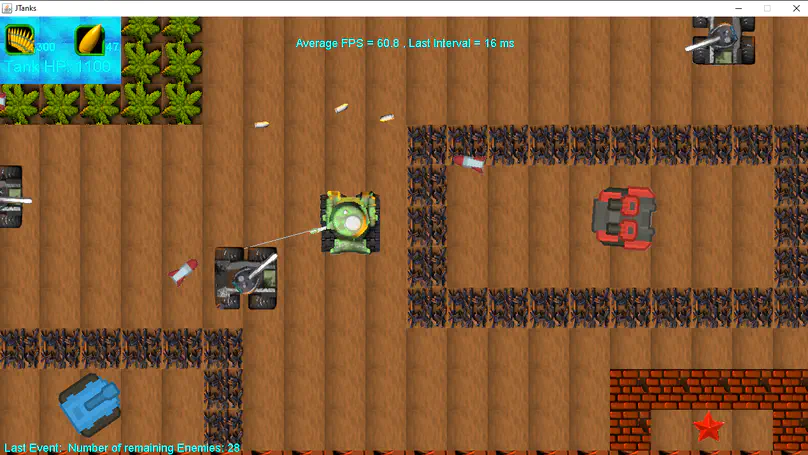 JTanks
Average FPS = 60.8 , Last Interval = 16 ms
300
47
Tank HP: 1100
Last Event: Number of remaining Enemies: 28